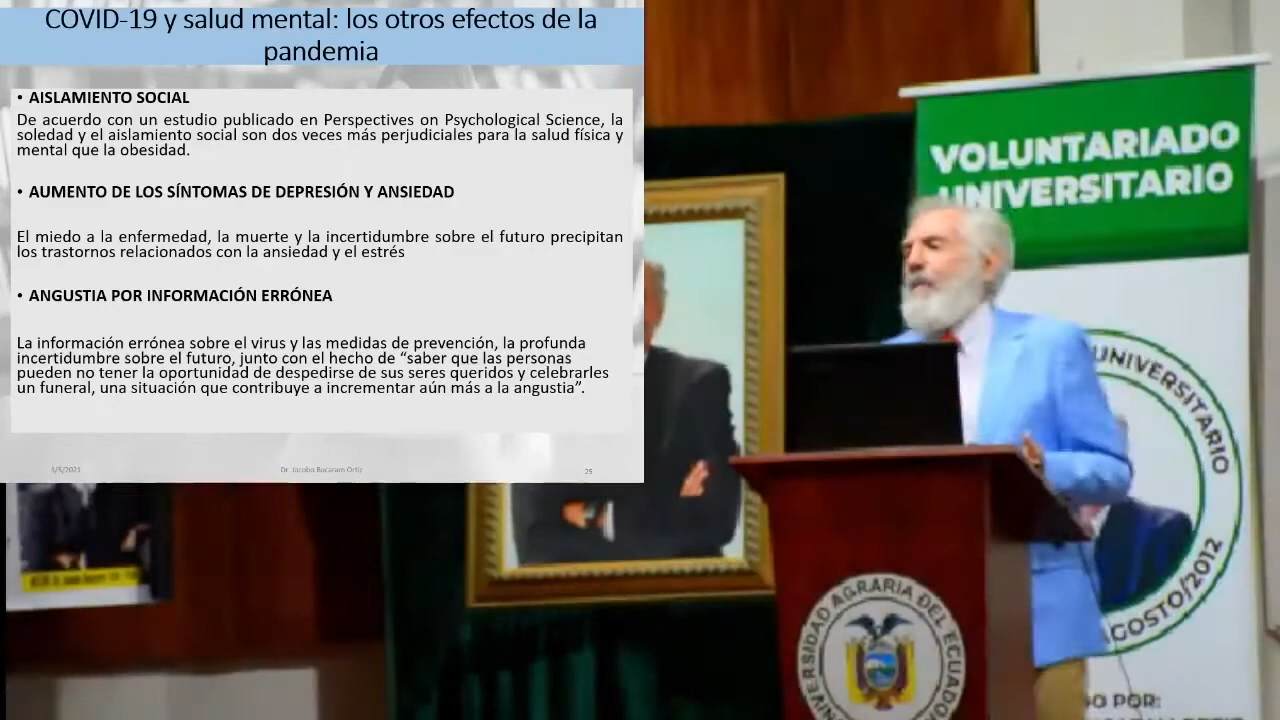 COVID-19 y salud mental: los otros efectos de la
pandemia
• AISLAMIENTO SOCIAL
De acuerdo con un estudio publicado en Perspectives on Psychological Science, la
soledad y el aislamiento social son dos veces más perjudiciales para la salud física y
mental que la obesidad.
• AUMENTO DE LOS SÍNTOMAS DE DEPRESIÓN Y ANSIEDAD
El miedo a la enfermedad, la muerte y la incertidumbre sobre el futuro precipitan
los trastornos relacionados con la ansiedad y el estrés
• ANGUSTIA POR INFORMACIÓN ERRÓNEA
La información errónea sobre el virus y las medidas de prevención, la profunda
incertidumbre sobre el futuro, junto con el hecho de “saber que las personas
pueden no tener la oportunidad de despedirse de sus seres queridos y celebrarles
un funeral, una situación que contribuye a incrementar aún más a la angustia”.
Dr. Jacobo Bucaram Ortiz
25
VOLUNTARIADO
UNIVERSITARIO
UNIVERSITARIO
AGOSTO/2012
UNIVERSIDAD AGRARIA DEL ECUADOR
POR: